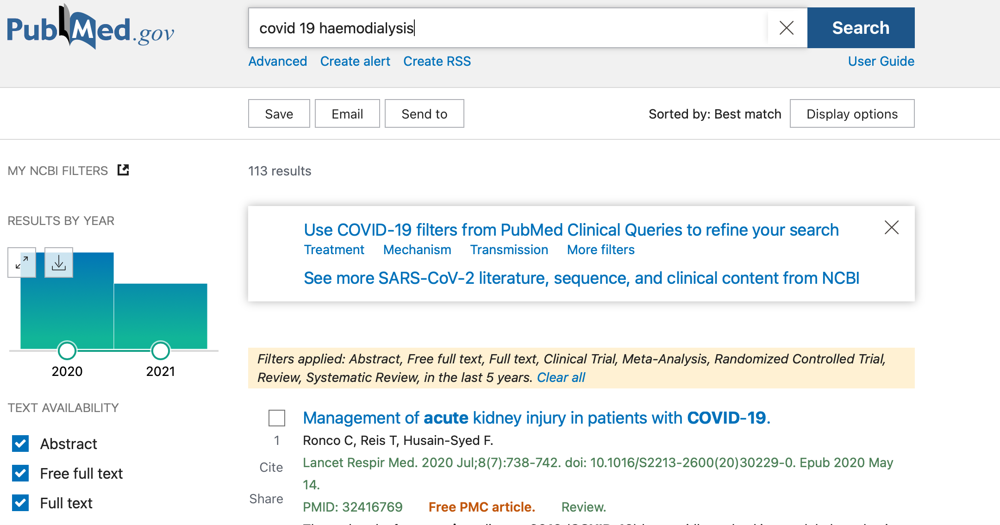 PubMed.gov
covid 19 haemodialysis
Search
Advanced Create alert Create RSS
User Guide
Save Email Send to
Sorted by: Best match Display options
MY NCBI FILTERS
113 results
RESULTS BY YEAR
2020 2021
Use COVID-19 filters from PubMed Clinical Queries to refine your search
Treatment Mechanism Transmission More filters
See more SARS-CoV-2 literature, sequence, and clinical content from NCBI
Filters applied: Abstract, Free full text, Full text, Clinical Trial, Meta-Analysis, Randomized Controlled Trial,
Review, Systematic Review, in the last 5 years. Clear all
TEXT AVAILABILITY
Abstract
Free full text
Full text
Management of acute kidney injury in patients with COVID-19.
1
Ronco C, Reis T, Husain-Syed F.
Cite
Lancet Respir Med. 2020 Jul;8(7):738-742. doi: 10.1016/S2213-2600(20)30229-0. Epub 2020 May
14.
Share
PMID: 32416769 Free PMC article. Review.